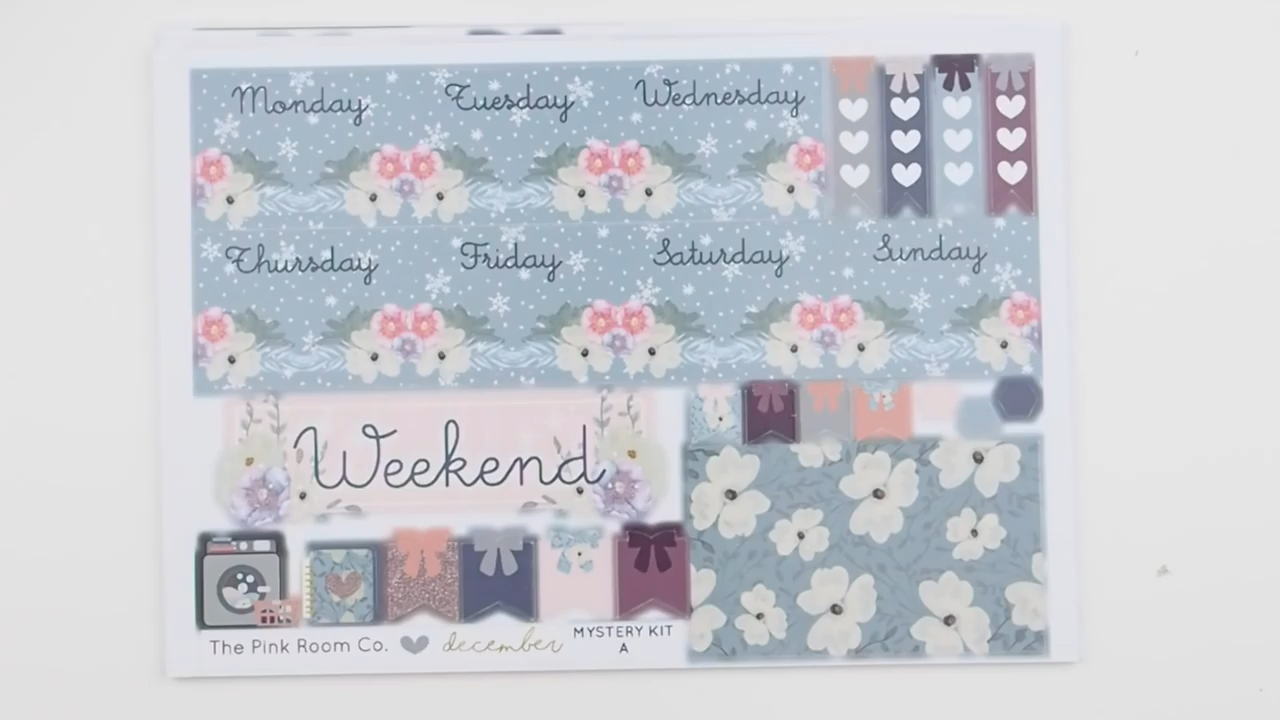 Monday Tuesday Wednesday
Thursday Friday Saturday Sunday
Weekend
The Pink Room Co. december MYSTERY KIT
A